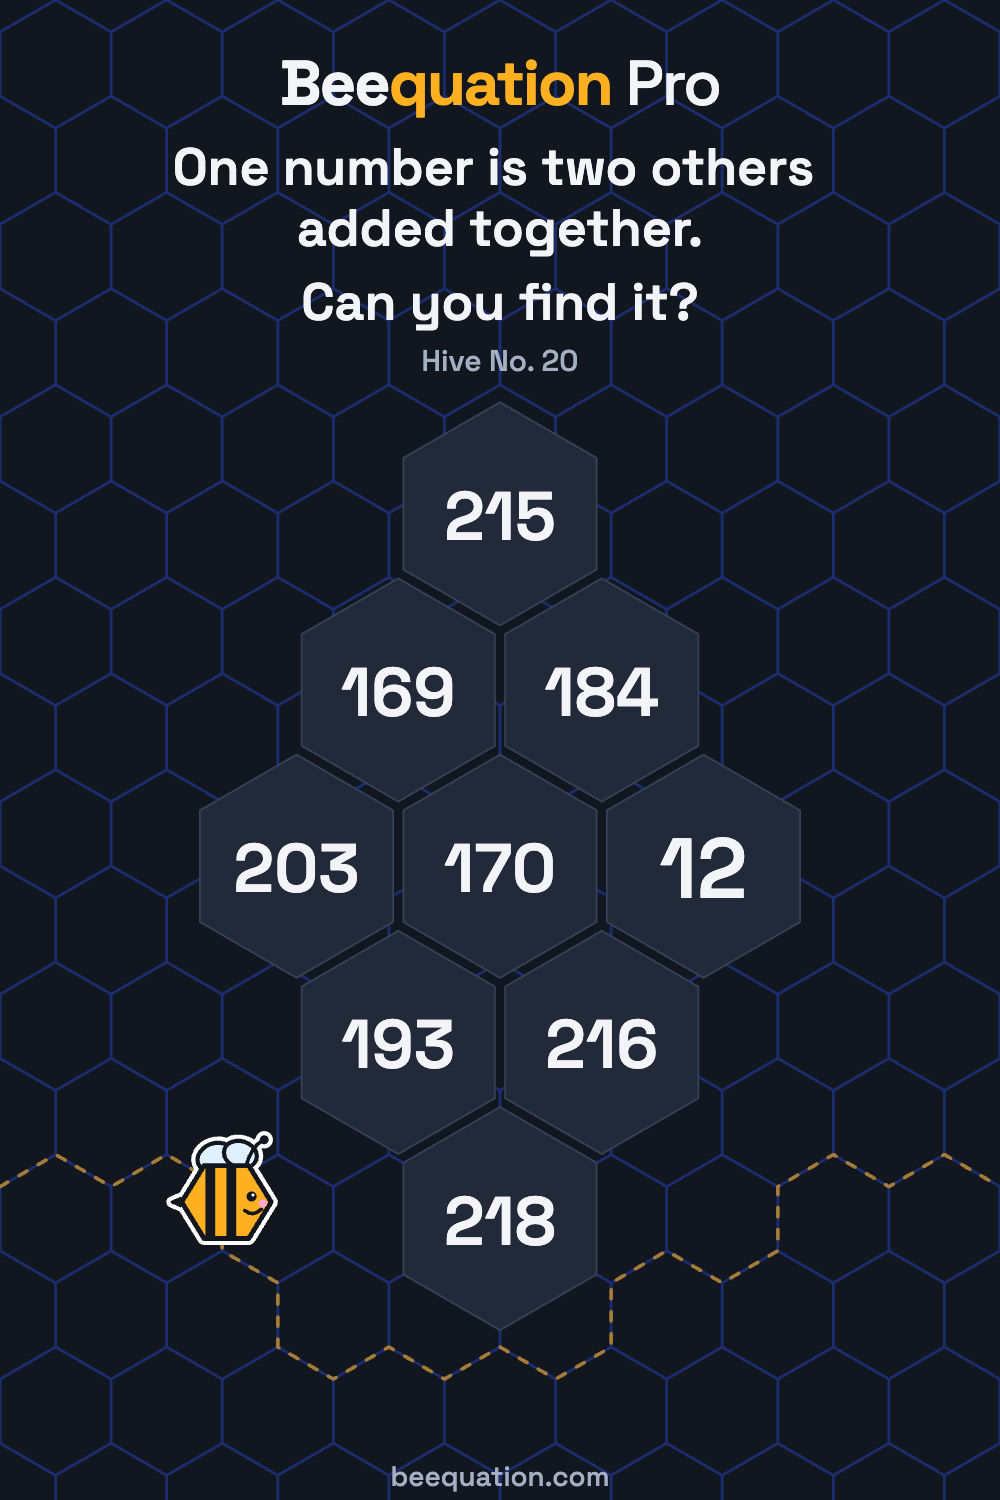 Beequation Pro
One number is two others
added together.
Can you find it?
Hive No. 20
215
169 184
203 170 12
193 216
218
beequation.com